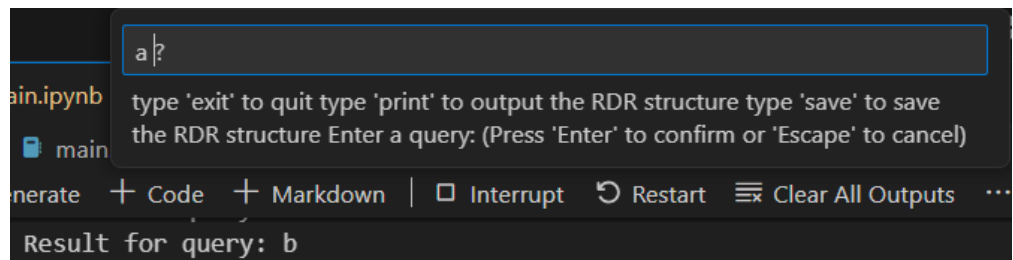 a ?
type 'exit' to quit type 'print' to output the RDR structure type 'save' to save
the RDR structure Enter a query: (Press 'Enter' to confirm or 'Escape' to cancel)
ain.ipynb
main
nerate + Code + Markdown | Interrupt Restart Clear All Outputs ...
Result for query: b